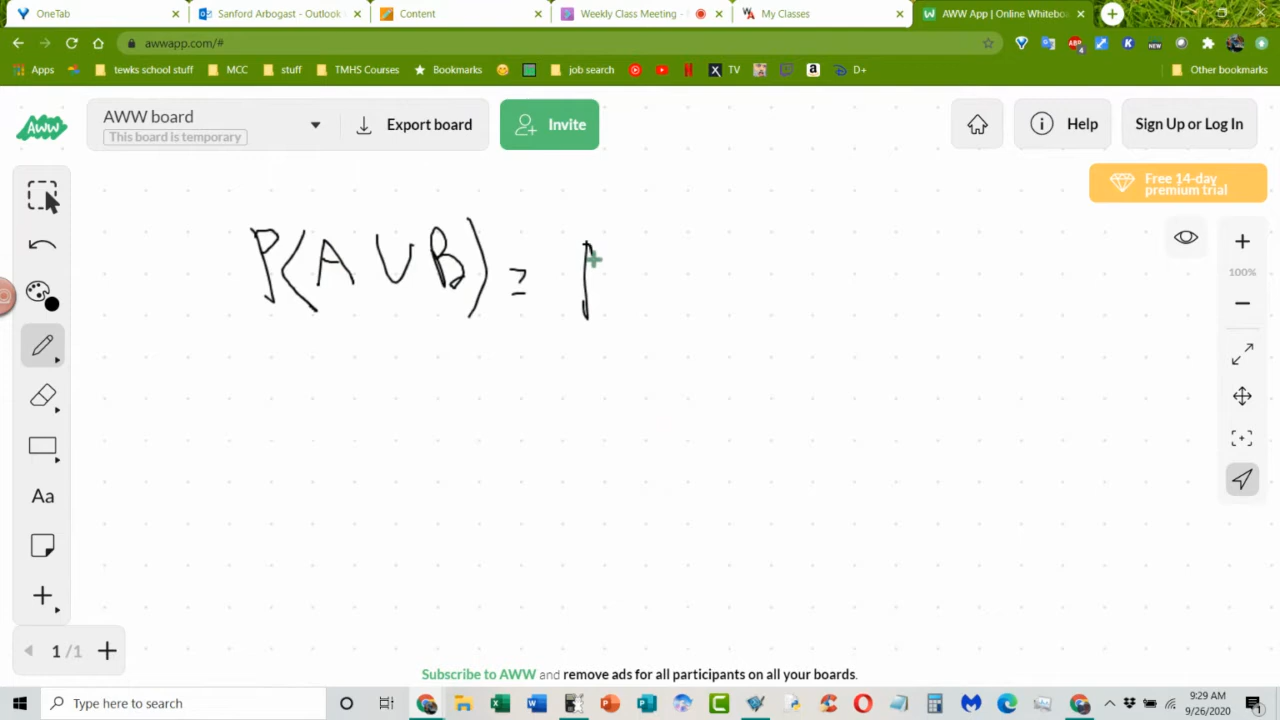 OneTab
Sanford Arbogast - Outlook
Content
Weekly Class Meeting -
My Classes
AWW App | Online Whitebo
awwapp.com/#
Apps
tewks school stuff
MCC
stuff
TMHS Courses
Bookmarks
job search
TV
D+
Other bookmarks
AWW
AWW board
This board is temporary
Export board
Invite
Help
Sign Up or Log In
Free 14-day
premium trial
100%
P(A ∪ B) =
Aa
1 / 1
Subscribe to AWW and remove ads for all participants on all your boards.
Type here to search
9:29 AM
9/26/2020